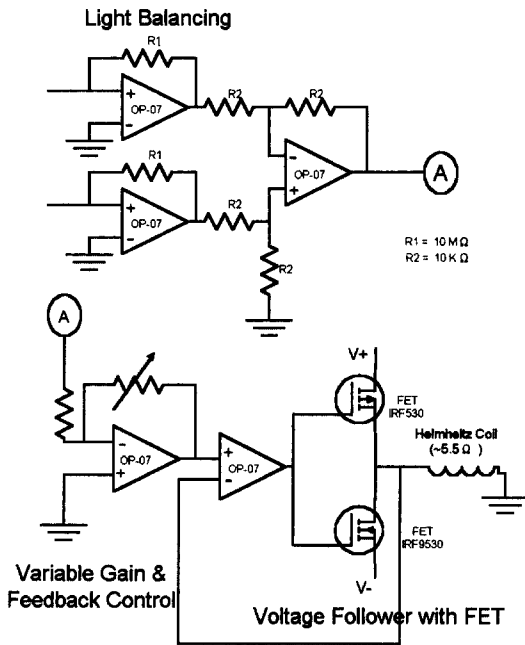 Light Balancing
R1
+
OP-07
-
R2
R2
R1
+
OP-07
-
R2
-
OP-07
+
A
R2
R1 = 10 M Ω
R2 = 10 K Ω
A
-
OP-07
+
+
OP-07
-
V+
FET
IRF530
Helmheltz Coil
(~5.5 Ω )
FET
IRF9530
V-
Variable Gain &
Feedback Control
Voltage Follower with FET